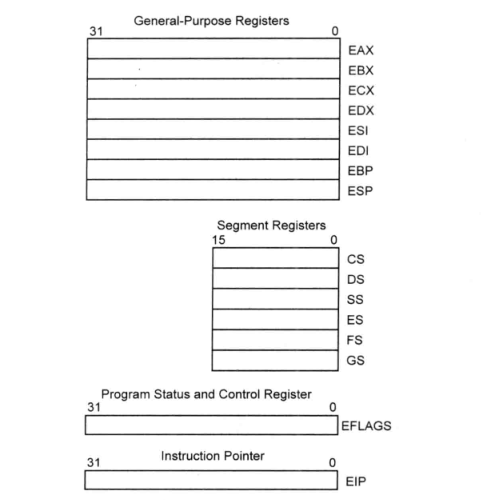 General-Purpose Registers
31 0
EAX
EBX
ECX
EDX
ESI
EDI
EBP
ESP
Segment Registers
15 0
CS
DS
SS
ES
FS
GS
Program Status and Control Register
31 0
EFLAGS
Instruction Pointer
31 0
EIP